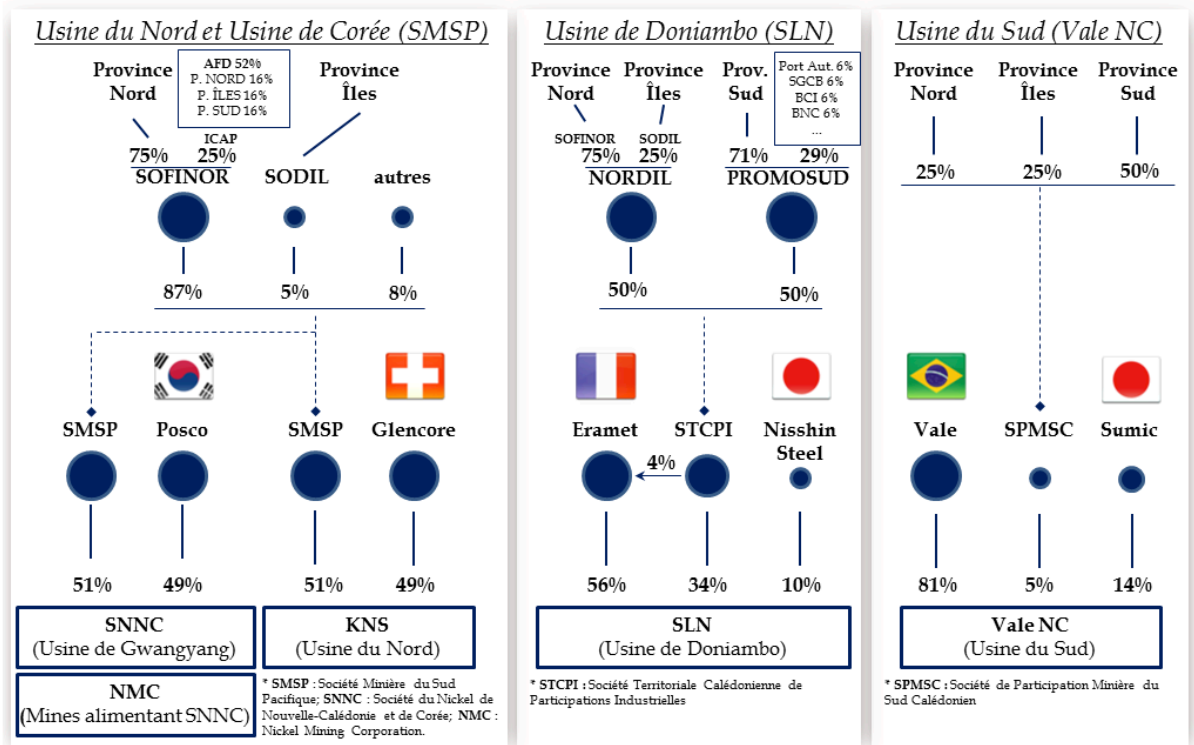 Usine du Nord et Usine de Corée (SMSP)
Province
Nord
AFD 52%
P. NORD 16%
P. ÎLES 16%
P. SUD 16%
Province
Îles
ICAP
75%
25%
SOFINOR
SODIL
autres
87%
5%
8%
SMSP
Posco
SMSP
Glencore
51%
49%
51%
49%
SNNC
(Usine de Gwangyang)
KNS
(Usine du Nord)
NMC
(Mines alimentant SNNC)
* SMSP : Société Minière du Sud
Pacifique; SNNC : Société du Nickel de
Nouvelle-Calédonie et de Corée; NMC :
Nickel Mining Corporation.
Usine de Doniambo (SLN)
Province
Nord
Province
Îles
Prov.
Sud
Port Aut. 6%
SGCB 6%
BCI 6%
BNC 6%
...
SOFINOR
SODIL
75%
25%
71%
29%
NORDIL
PROMOSUD
50%
50%
Eramet
STCPI
Nisshin
Steel
4%
56%
34%
10%
SLN
(Usine de Doniambo)
* STCPI : Société Territoriale Calédonienne de
Participations Industrielles
Usine du Sud (Vale NC)
Province
Nord
Province
Îles
Province
Sud
25%
25%
50%
Vale
SPMSC
Sumic
81%
5%
14%
Vale NC
(Usine du Sud)
* SPMSC : Société de Participation Minière du
Sud Calédonien